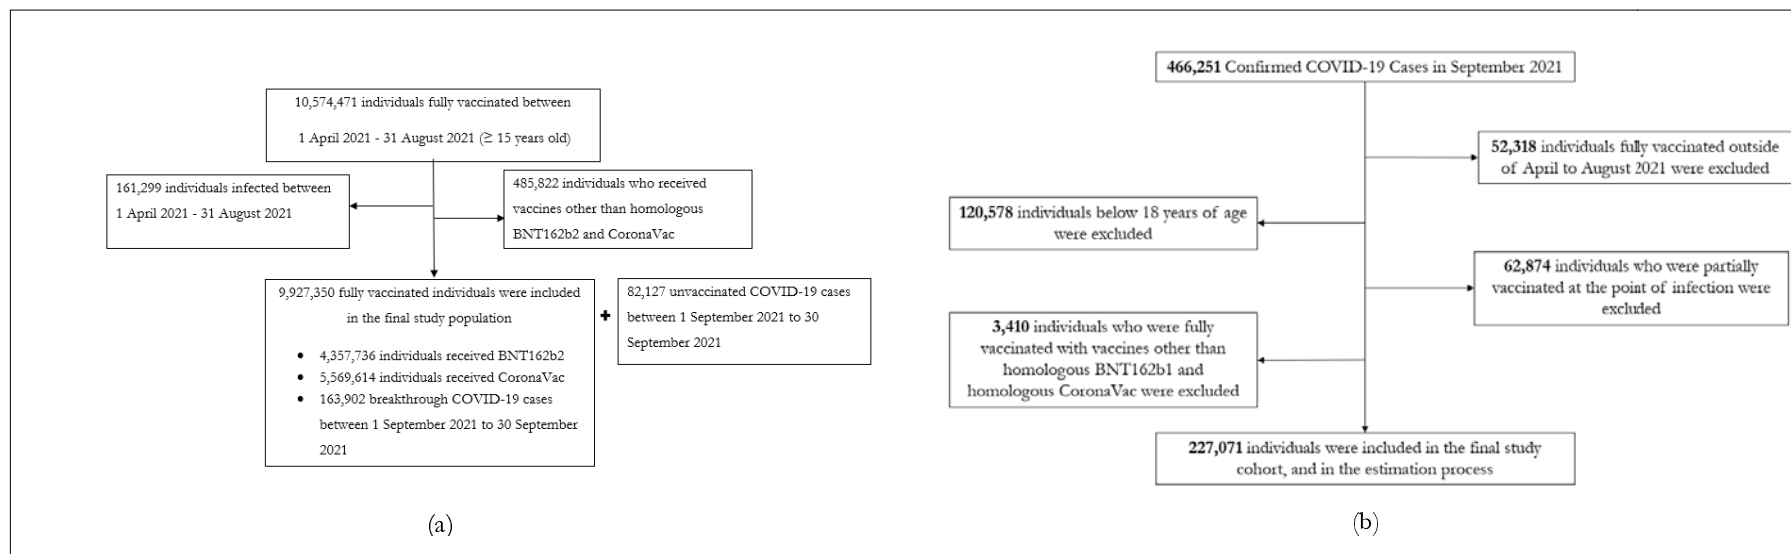 10,574,471 individuals fully vaccinated between
1 April 2021 - 31 August 2021 (≥ 15 years old)
161,299 individuals infected between
1 April 2021 - 31 August 2021
485,822 individuals who received
vaccines other than homologous
BNT162b2 and CoronaVac
9,927,350 fully vaccinated individuals were included
in the final study population
• 4,357,736 individuals received BNT162b2
• 5,569,614 individuals received CoronaVac
• 163,902 breakthrough COVID-19 cases
between 1 September 2021 to 30 September
2021
+
82,127 unvaccinated COVID-19 cases
between 1 September 2021 to 30
September 2021
(a)
466,251 Confirmed COVID-19 Cases in September 2021
52,318 individuals fully vaccinated outside
of April to August 2021 were excluded
120,578 individuals below 18 years of age
were excluded
62,874 individuals who were partially
vaccinated at the point of infection were
excluded
3,410 individuals who were fully
vaccinated with vaccines other than
homologous BNT162b1 and
homologous CoronaVac were excluded
227,071 individuals were included in the final study
cohort, and in the estimation process
(b)